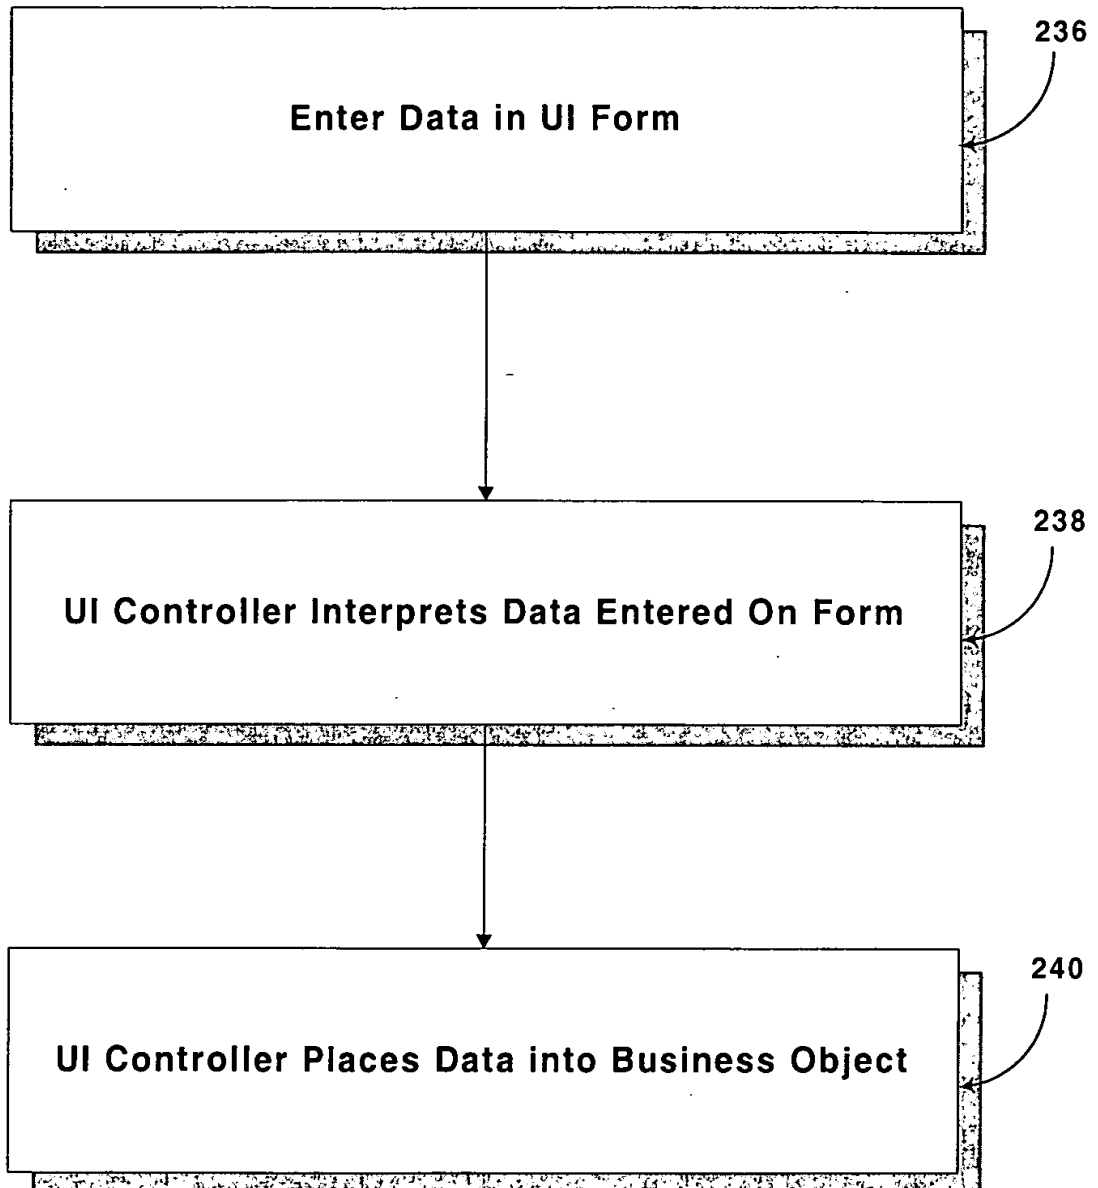 236
Enter Data in UI Form
238
UI Controller Interprets Data Entered On Form
240
UI Controller Places Data into Business Object